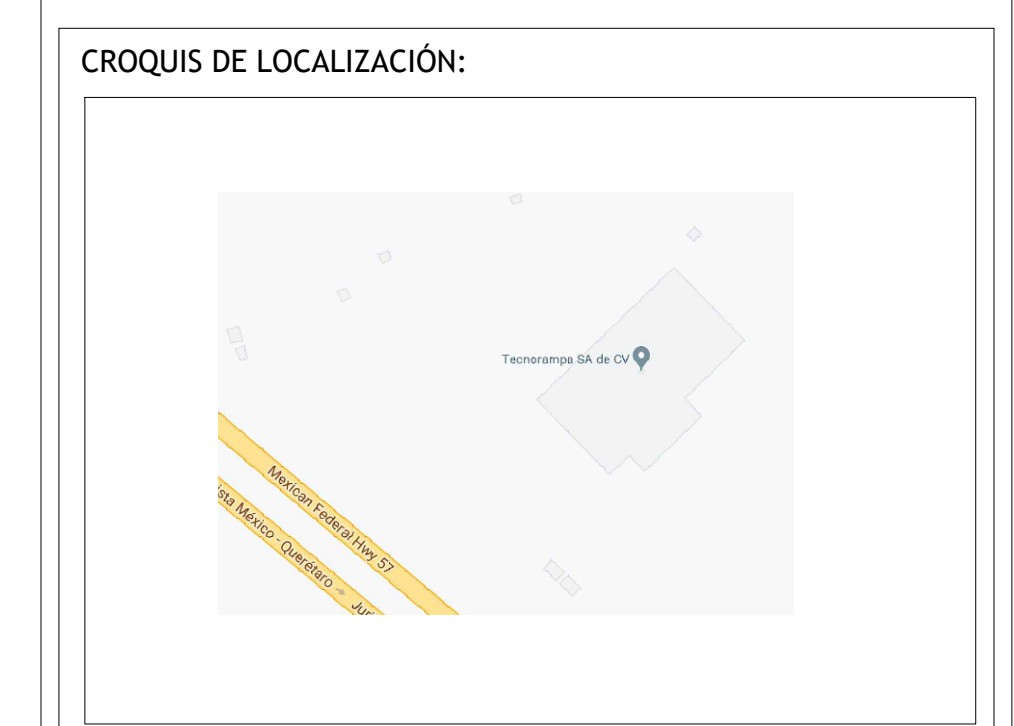 CROQUIS DE LOCALIZACIÓN:
Tecnorampa SA de CV
Mexican Federal Hwy 57
ista México - Querétaro